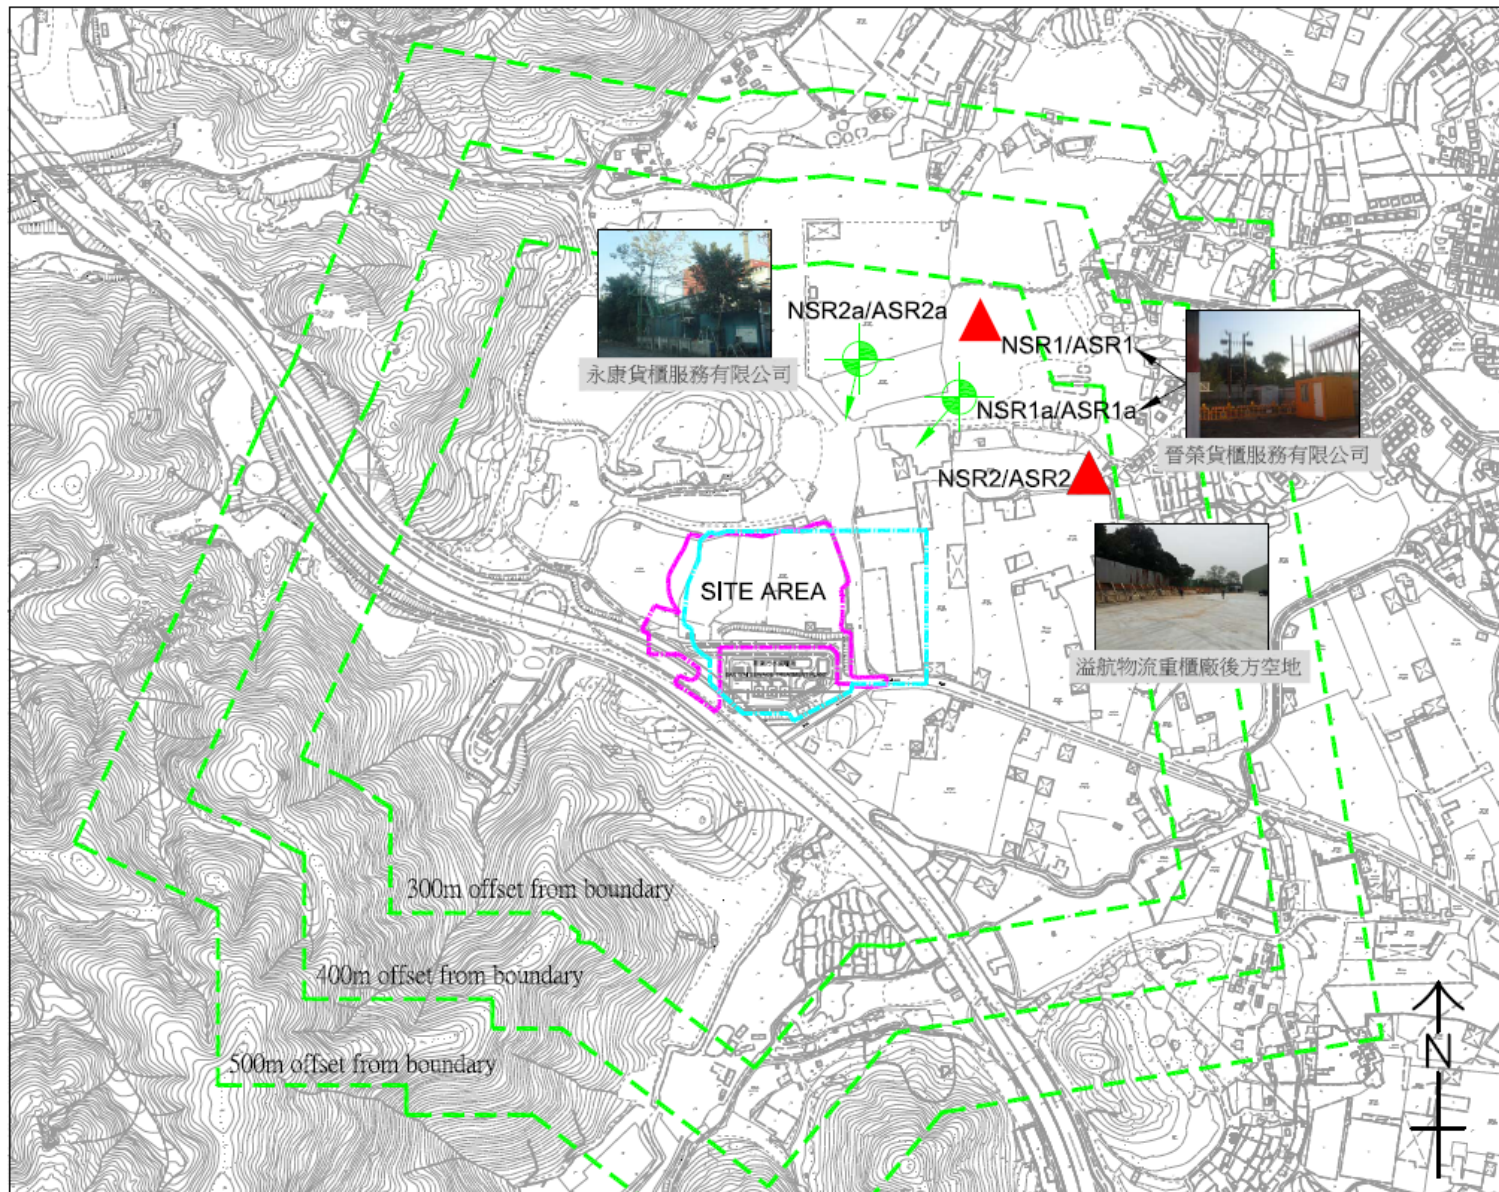 NSR2a/ASR2a
NSR1/ASR1
永康貨櫃服務有限公司
NSR1a/ASR1a
晉榮貨櫃服務有限公司
NSR2/ASR2
SITE AREA
溢航物流重櫃廠後方空地
300m offset from boundary
400m offset from boundary
500m offset from boundary
N